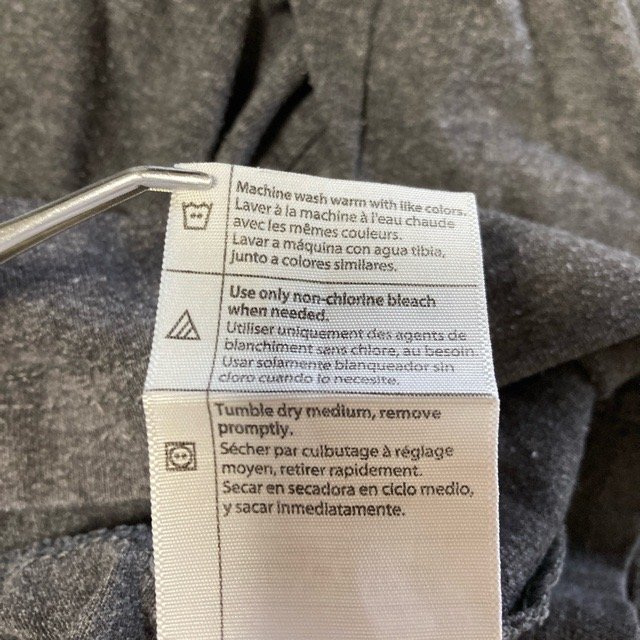 Machine wash warm with like colors.
Laver à la machine à l'eau chaude
avec les mêmes couleurs.
Lavar a máquina con agua tibia,
junto a colores similares.
Use only non-chlorine bleach
when needed.
Utiliser uniquement des agents de
blanchiment sans chlore, au besoin.
Usar solamente blanqueador sin
cloro cuando lo necesite.
Tumble dry medium, remove
promptly.
Sécher par culbutage à réglage
moyen, retirer rapidement.
Secar en secadora en ciclo medio,
y sacar inmediatamente.